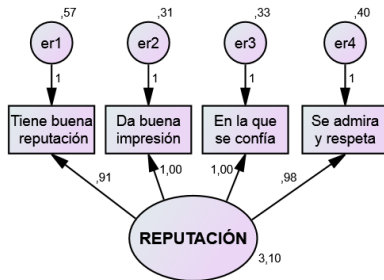 ,57
,31
,33
,40
er1
er2
er3
er4
1
1
1
1
Tiene buena
reputación
Da buena
impresión
En la que
se confía
Se admira
y respeta
,91
1,00
1,00
,98
REPUTACIÓN
3,10